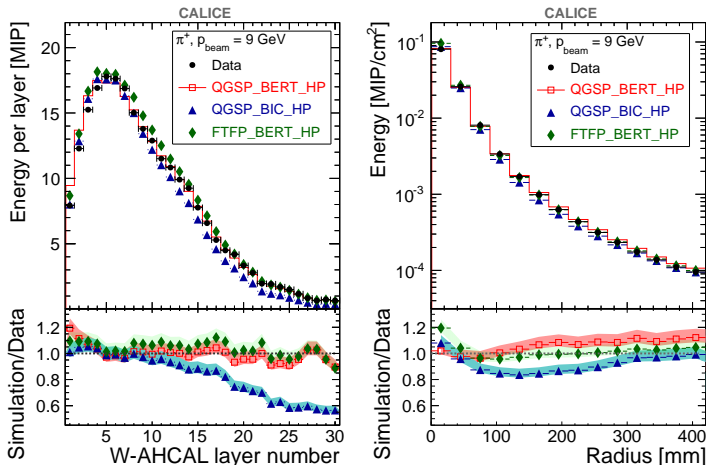 CALICE
π+, pbeam = 9 GeV
Data
QGSP_BERT_HP
QGSP_BIC_HP
FTFP_BERT_HP
Energy per layer [MIP]
20
15
10
5
Simulation/Data
1.2
1.0
0.8
0.6
0
5
10
15
20
25
30
W-AHCAL layer number
CALICE
π+, pbeam = 9 GeV
Data
QGSP_BERT_HP
QGSP_BIC_HP
FTFP_BERT_HP
Energy [MIP/cm²]
10⁻¹
10⁻²
10⁻³
10⁻⁴
Simulation/Data
1.2
1.0
0.8
0.6
0
100
200
300
400
Radius [mm]